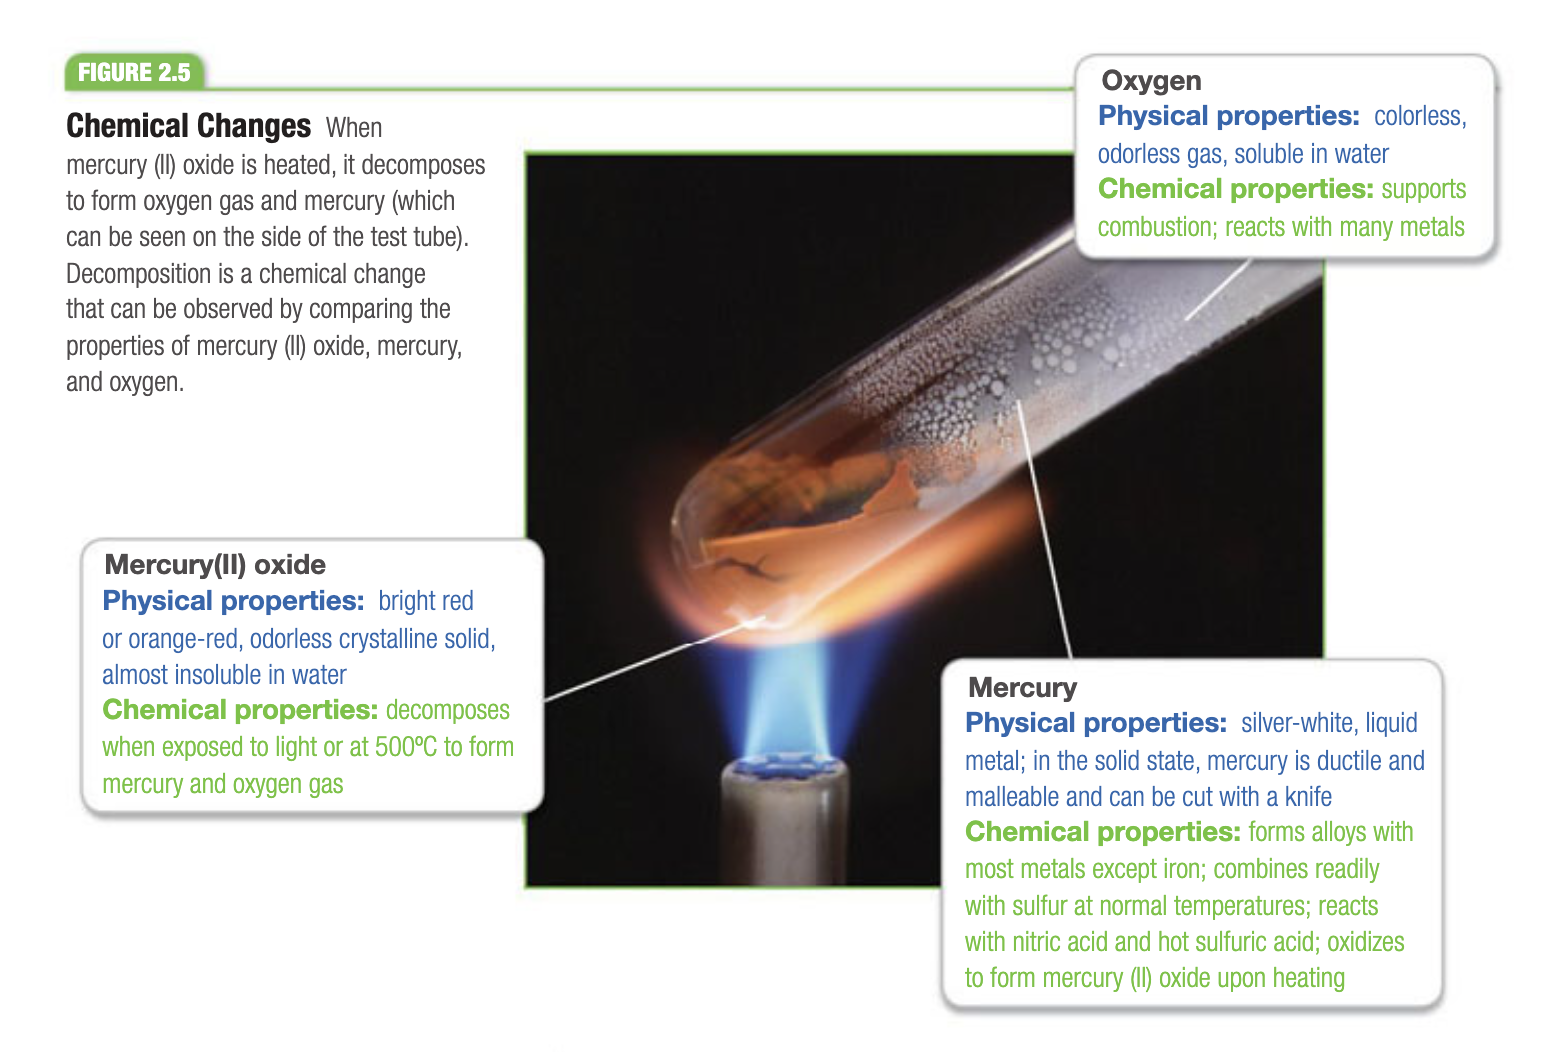 FIGURE 2.5
Chemical Changes When
mercury (II) oxide is heated, it decomposes
to form oxygen gas and mercury (which
can be seen on the side of the test tube).
Decomposition is a chemical change
that can be observed by comparing the
properties of mercury (II) oxide, mercury,
and oxygen.
Oxygen
Physical properties: colorless,
odorless gas, soluble in water
Chemical properties: supports
combustion; reacts with many metals
Mercury(II) oxide
Physical properties: bright red
or orange-red, odorless crystalline solid,
almost insoluble in water
Chemical properties: decomposes
when exposed to light or at 500ºC to form
mercury and oxygen gas
Mercury
Physical properties: silver-white, liquid
metal; in the solid state, mercury is ductile and
malleable and can be cut with a knife
Chemical properties: forms alloys with
most metals except iron; combines readily
with sulfur at normal temperatures; reacts
with nitric acid and hot sulfuric acid; oxidizes
to form mercury (II) oxide upon heating